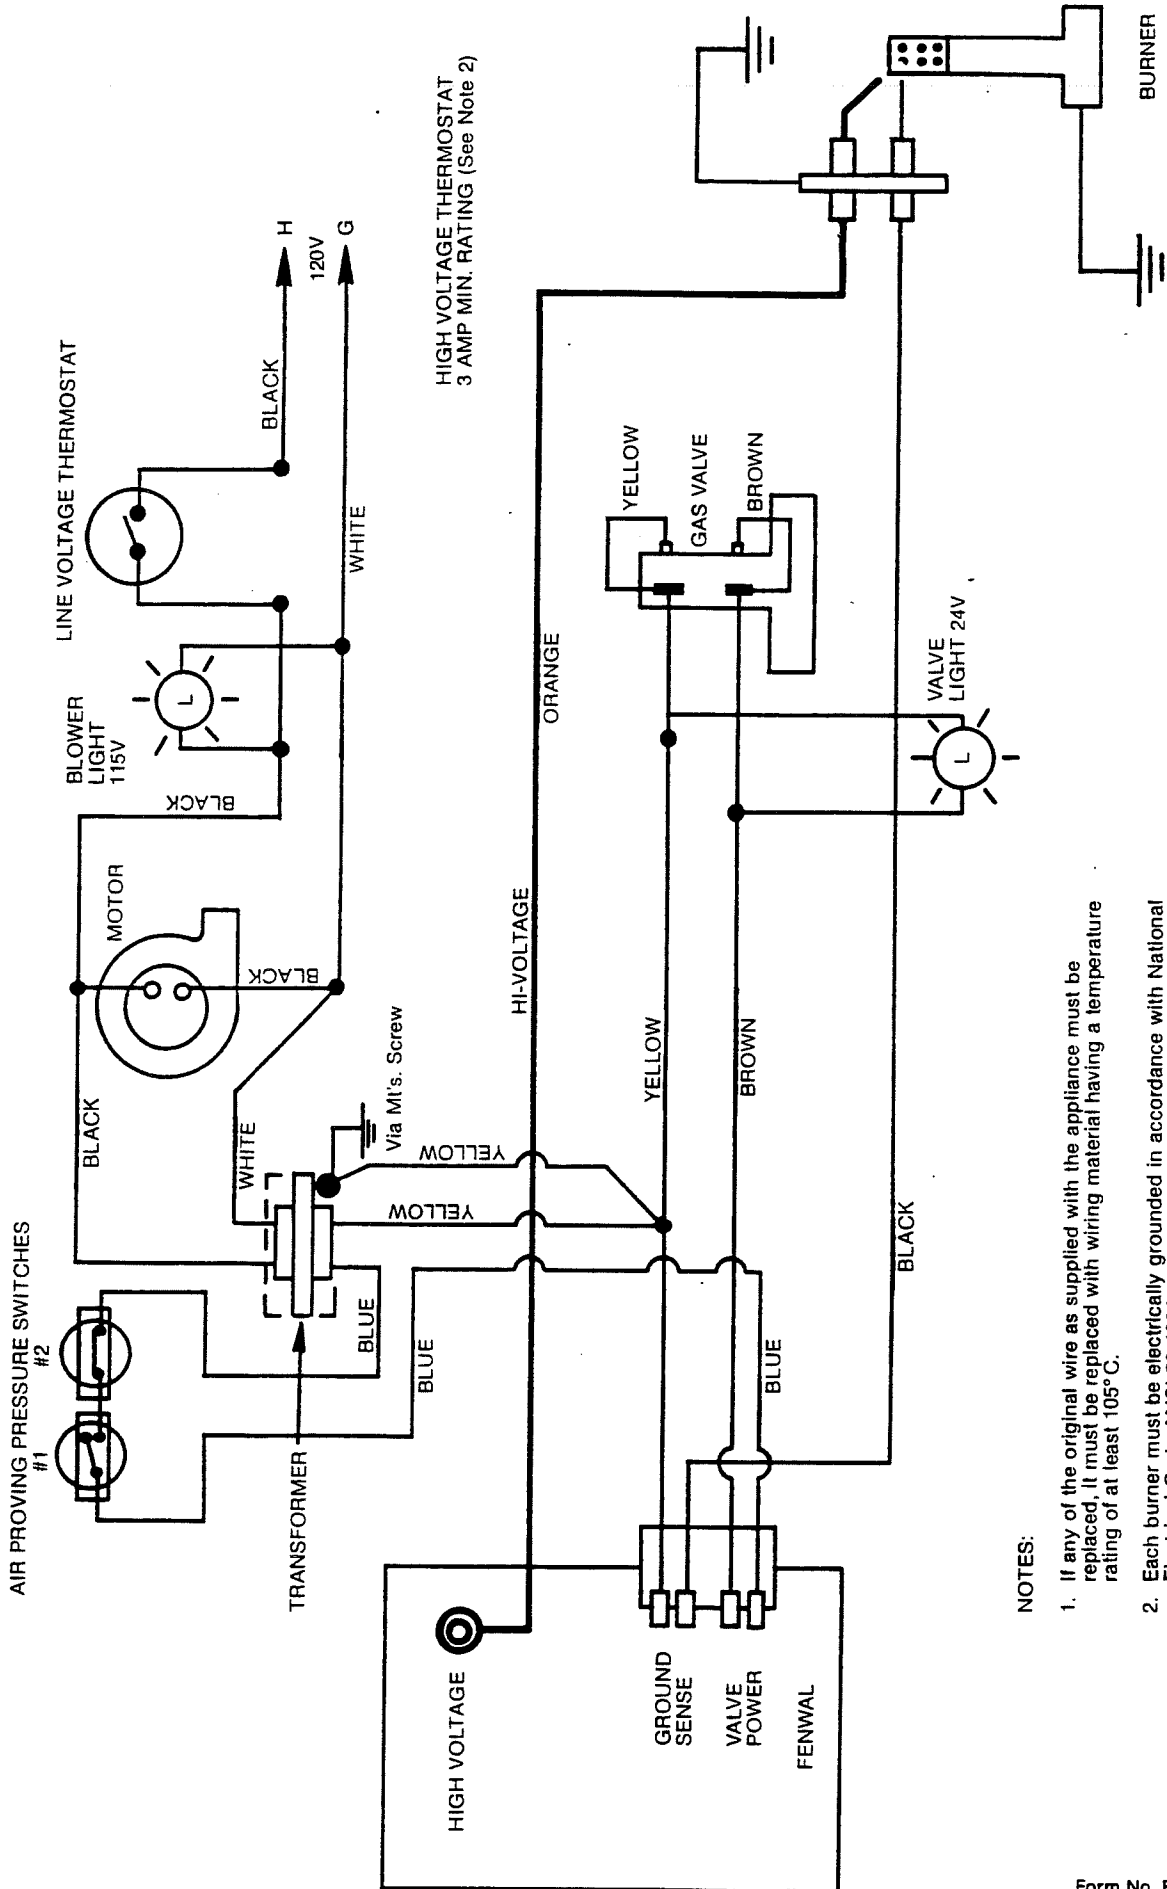 AIR PROVING PRESSURE SWITCHES
#1
#2
LINE VOLTAGE THERMOSTAT
BLOWER
LIGHT
115V
L
BLACK
MOTOR
BLACK
BLACK
BLACK
H
120V
G
WHITE
WHITE
Via Mt's. Screw
TRANSFORMER
BLUE
BLUE
YELLOW
YELLOW
HIGH VOLTAGE THERMOSTAT
3 AMP MIN. RATING (See Note 2)
HIGH VOLTAGE
HI-VOLTAGE
ORANGE
YELLOW
BROWN
YELLOW
GAS VALVE
BROWN
GROUND
SENSE
VALVE
POWER
FENWAL
BLUE
BLACK
VALVE
LIGHT 24V
L
BURNER
NOTES:
1. If any of the original wire as supplied with the appliance must be
replaced, it must be replaced with wiring material having a temperature
rating of at least 105°C.
2. Each burner must be electrically grounded in accordance with National
Form No.